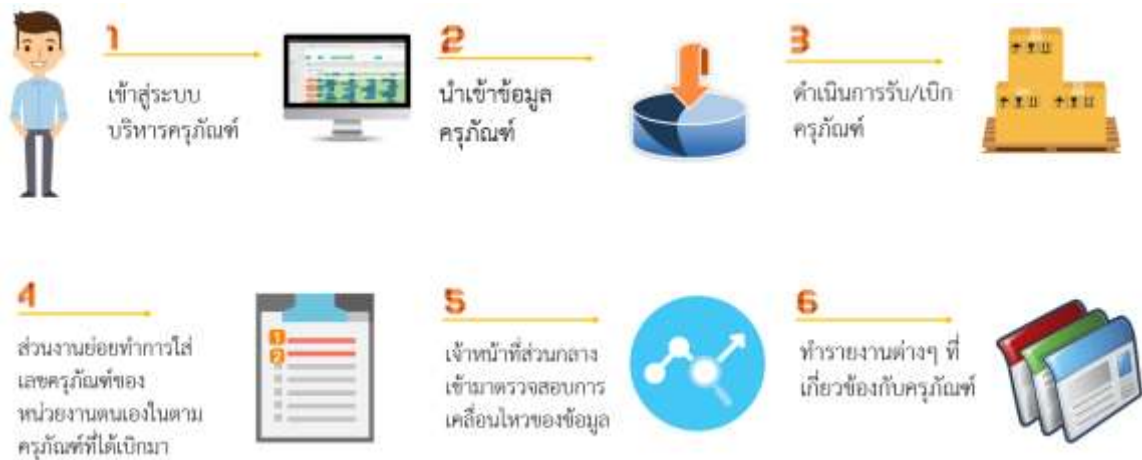 1
เข้าสู่ระบบ
บริหารครุภัณฑ์
2
นำเข้าข้อมูล
ครุภัณฑ์
3
ดำเนินการรับ/เบิก
ครุภัณฑ์
4
ส่วนงานย่อยทำการใส่
เลขครุภัณฑ์ของ
หน่วยงานตนเองในตาม
ครุภัณฑ์ที่ได้เบิกมา
1
2
5
เจ้าหน้าที่ส่วนกลาง
เข้ามาตรวจสอบการ
เคลื่อนไหวของข้อมูล
6
ทำรายงานต่างๆ ที่
เกี่ยวข้องกับครุภัณฑ์